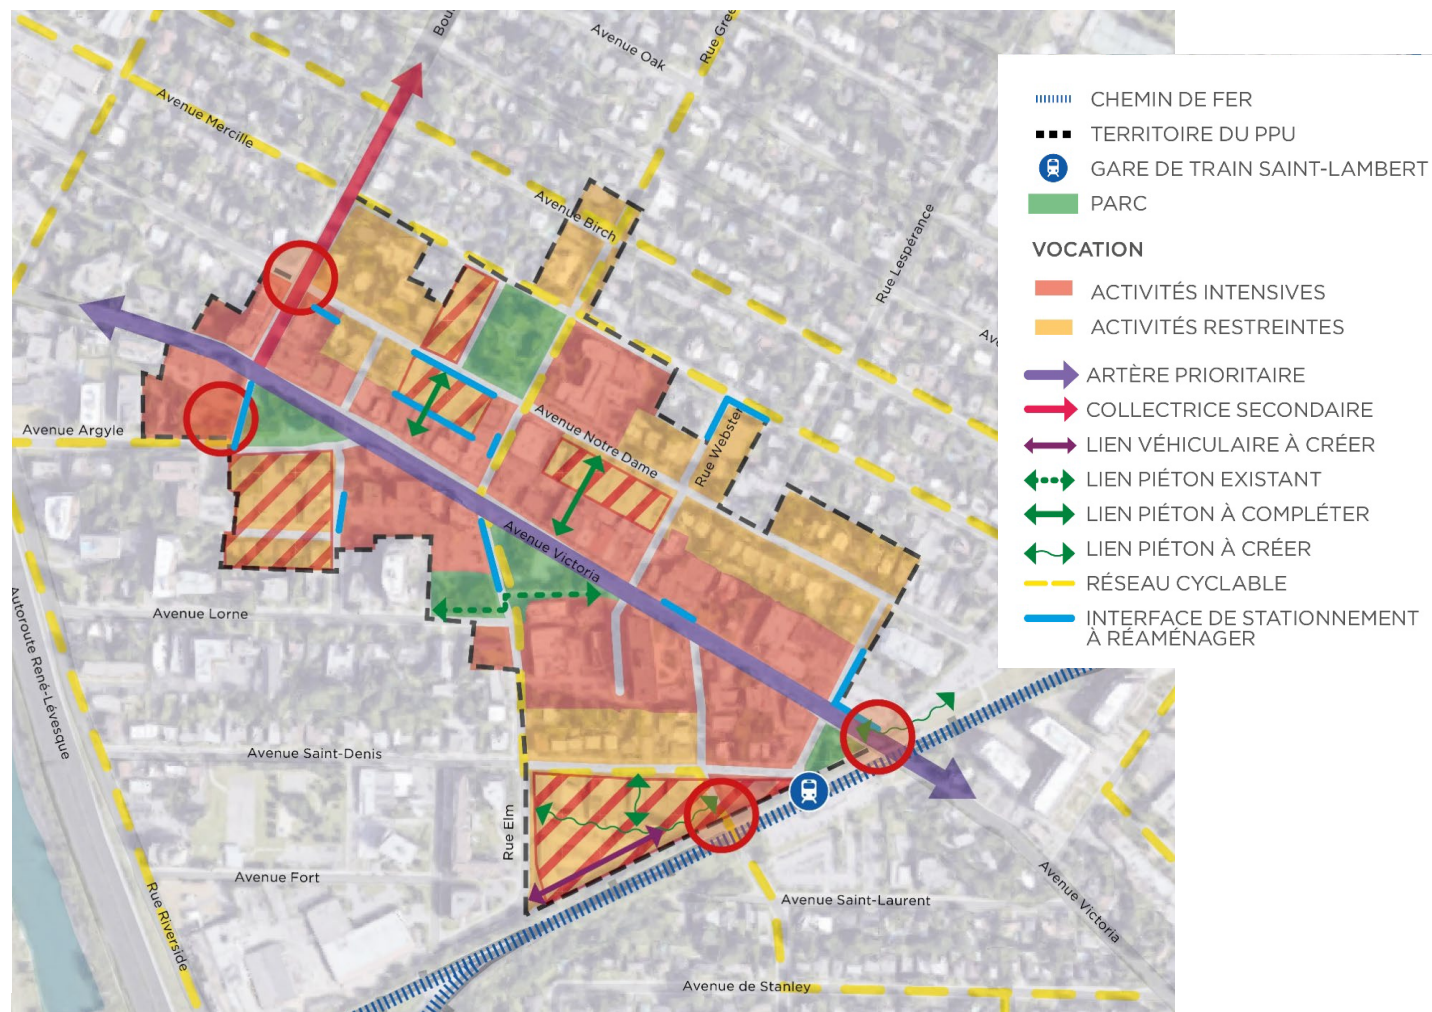 Bou
Avenue Oak
Rue Gree
Avenue Mercille
Avenue Birch
Rue Lespérance
Av
Avenue Argyle
Avenue Notre Dame
Rue Webster
Avenue Victoria
Avenue Lorne
Autoroute René-Lévesque
Avenue Saint-Denis
Rue Elm
Avenue Fort
Rue Riverside
Avenue Saint-Laurent
Avenue Victoria
Avenue de Stanley
CHEMIN DE FER
TERRITOIRE DU PPU
GARE DE TRAIN SAINT-LAMBERT
PARC
VOCATION
ACTIVITÉS INTENSIVES
ACTIVITÉS RESTREINTES
ARTÈRE PRIORITAIRE
COLLECTRICE SECONDAIRE
LIEN VÉHICULAIRE À CRÉER
LIEN PIÉTON EXISTANT
LIEN PIÉTON À COMPLÉTER
LIEN PIÉTON À CRÉER
RÉSEAU CYCLABLE
INTERFACE DE STATIONNEMENT
À RÉAMÉNAGER